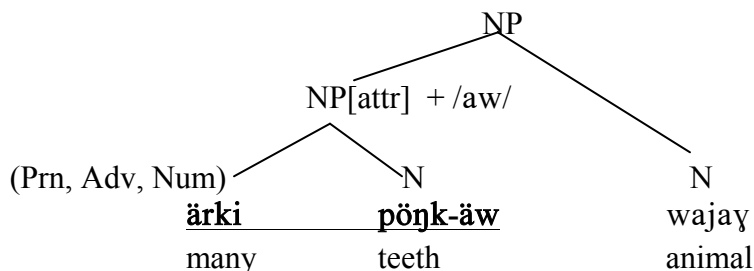 NP
NP[attr] + /aw/
(Prn, Adv, Num) N N
ärki pöŋk-äw wajaɣ
many teeth animal